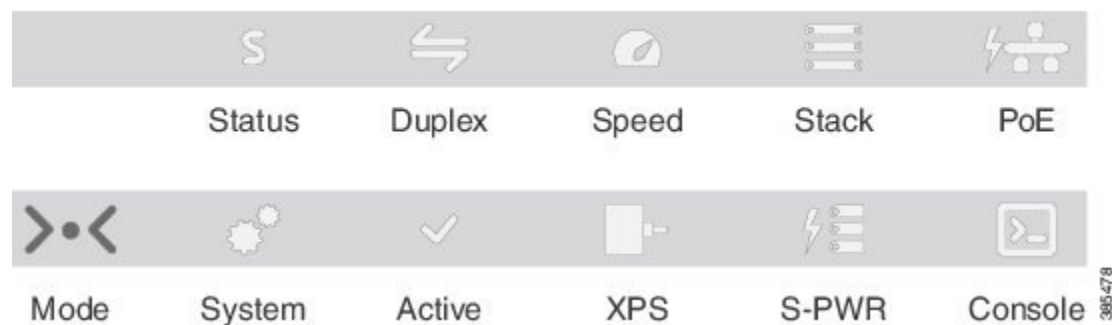 S
Status Duplex Speed Stack PoE
Mode System Active XPS S-PWR Console
385478